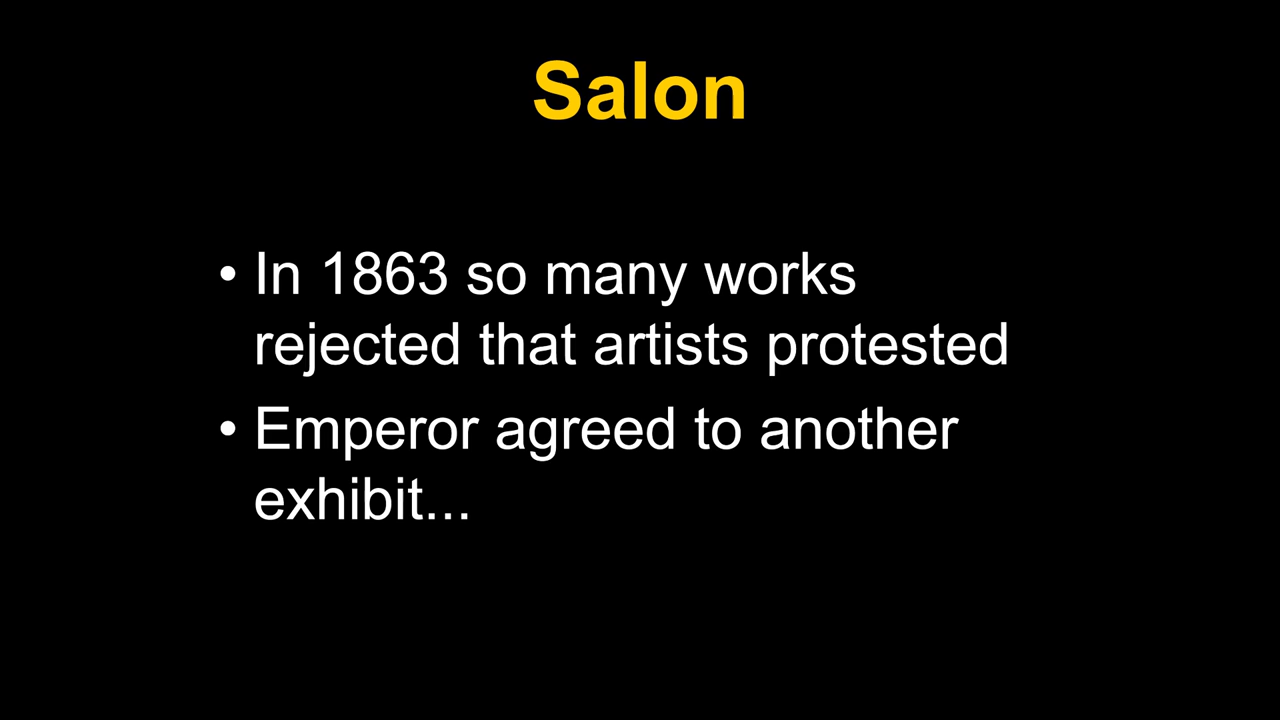 Salon
• In 1863 so many works
rejected that artists protested
• Emperor agreed to another
exhibit...